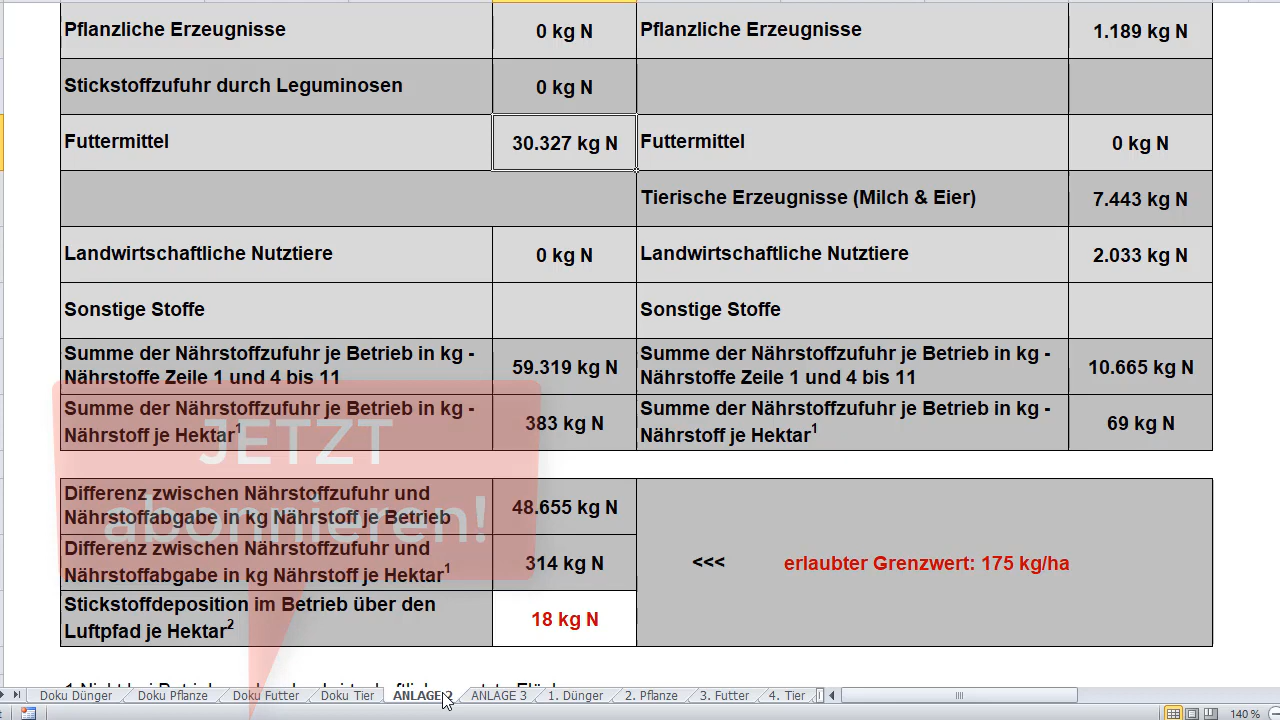 Pflanzliche Erzeugnisse 0 kg N Pflanzliche Erzeugnisse 1.189 kg N
Stickstoffzufuhr durch Leguminosen 0 kg N
Futtermittel 30.327 kg N Futtermittel 0 kg N
Tierische Erzeugnisse (Milch & Eier) 7.443 kg N
Landwirtschaftliche Nutztiere 0 kg N Landwirtschaftliche Nutztiere 2.033 kg N
Sonstige Stoffe Sonstige Stoffe
Summe der Nährstoffzufuhr je Betrieb in kg -
Nährstoffe Zeile 1 und 4 bis 11
59.319 kg N
Summe der Nährstoffzufuhr je Betrieb in kg -
Nährstoffe Zeile 1 und 4 bis 11
10.665 kg N
Summe der Nährstoffzufuhr je Betrieb in kg -
Nährstoff je Hektar¹
383 kg N
Summe der Nährstoffzufuhr je Betrieb in kg -
Nährstoff je Hektar¹
69 kg N
JETZT
abonnieren!
Differenz zwischen Nährstoffzufuhr und
Nährstoffabgabe in kg Nährstoff je Betrieb
48.655 kg N
Differenz zwischen Nährstoffzufuhr und
Nährstoffabgabe in kg Nährstoff je Hektar¹
314 kg N
<<< erlaubter Grenzwert: 175 kg/ha
Stickstoffdeposition im Betrieb über den
Luftpfad je Hektar²
18 kg N
Doku Dünger Doku Pflanze Doku Futter Doku Tier ANLAGE 2 ANLAGE 3 1. Dünger 2. Pflanze 3. Futter 4. Tier
140 %